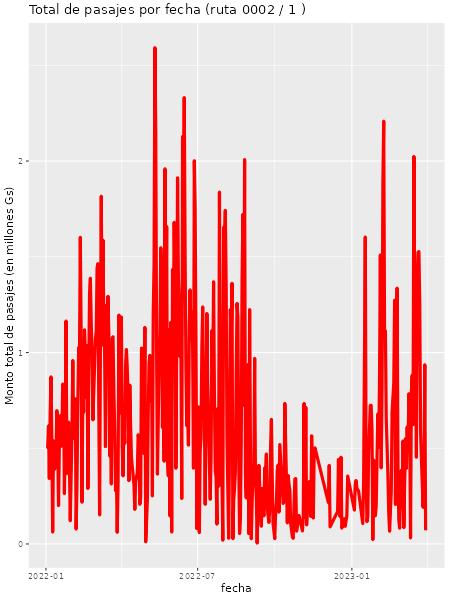 Total de pasajes por fecha (ruta 0002 / 1 )
Monto total de pasajes (en millones Gs)
2
1
0
2022-01
2022-07
2023-01
fecha